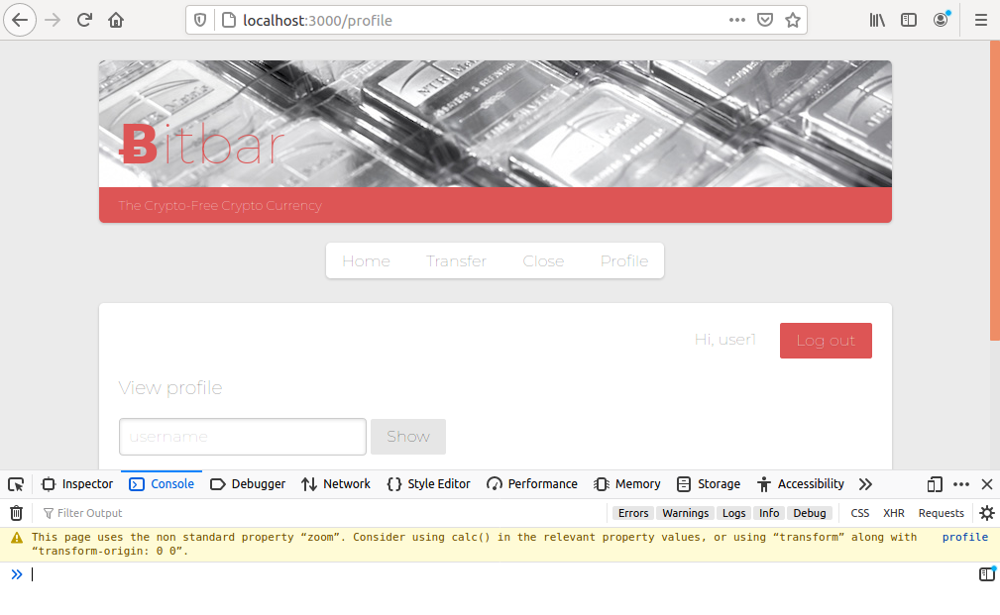 localhost:3000/profile
Ƀitbar
The Crypto-Free Crypto Currency
Home Transfer Close Profile
Hi, user1 Log out
View profile
username Show
Inspector Console Debugger Network Style Editor Performance Memory Storage Accessibility
Filter Output Errors Warnings Logs Info Debug CSS XHR Requests
This page uses the non standard property “zoom”. Consider using calc() in the relevant property values, or using “transform” along with profile
“transform-origin: 0 0”.